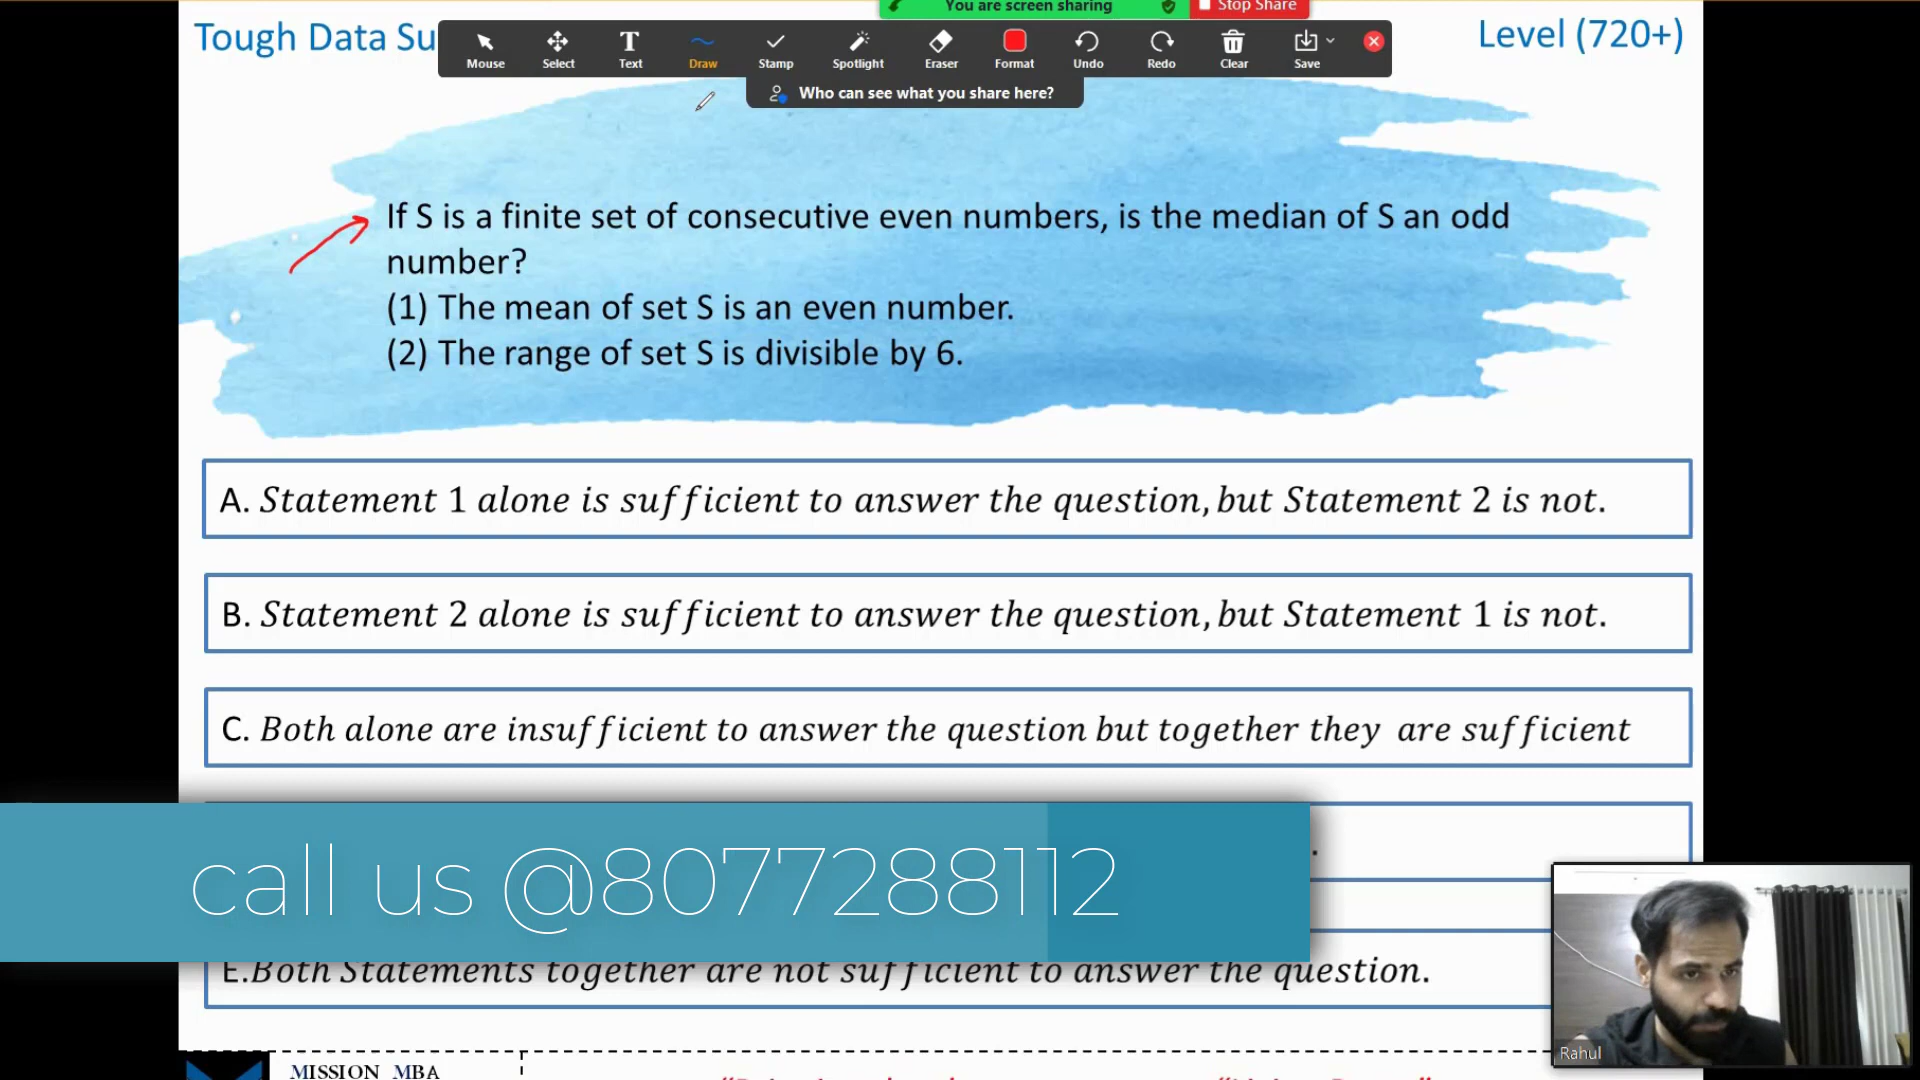 You are screen sharing
Stop Share
Tough Data Su
Level (720+)
Mouse
Select
Text
Draw
Stamp
Spotlight
Eraser
Format
Undo
Redo
Clear
Save
Who can see what you share here?
If S is a finite set of consecutive even numbers, is the median of S an odd
number?
(1) The mean of set S is an even number.
(2) The range of set S is divisible by 6.
A. Statement 1 alone is sufficient to answer the question, but Statement 2 is not.
B. Statement 2 alone is sufficient to answer the question, but Statement 1 is not.
C. Both alone are insufficient to answer the question but together they are sufficient
call us @8077288112
E.Both Statements together are not sufficient to answer the question.
Rahul
MISSION MBA